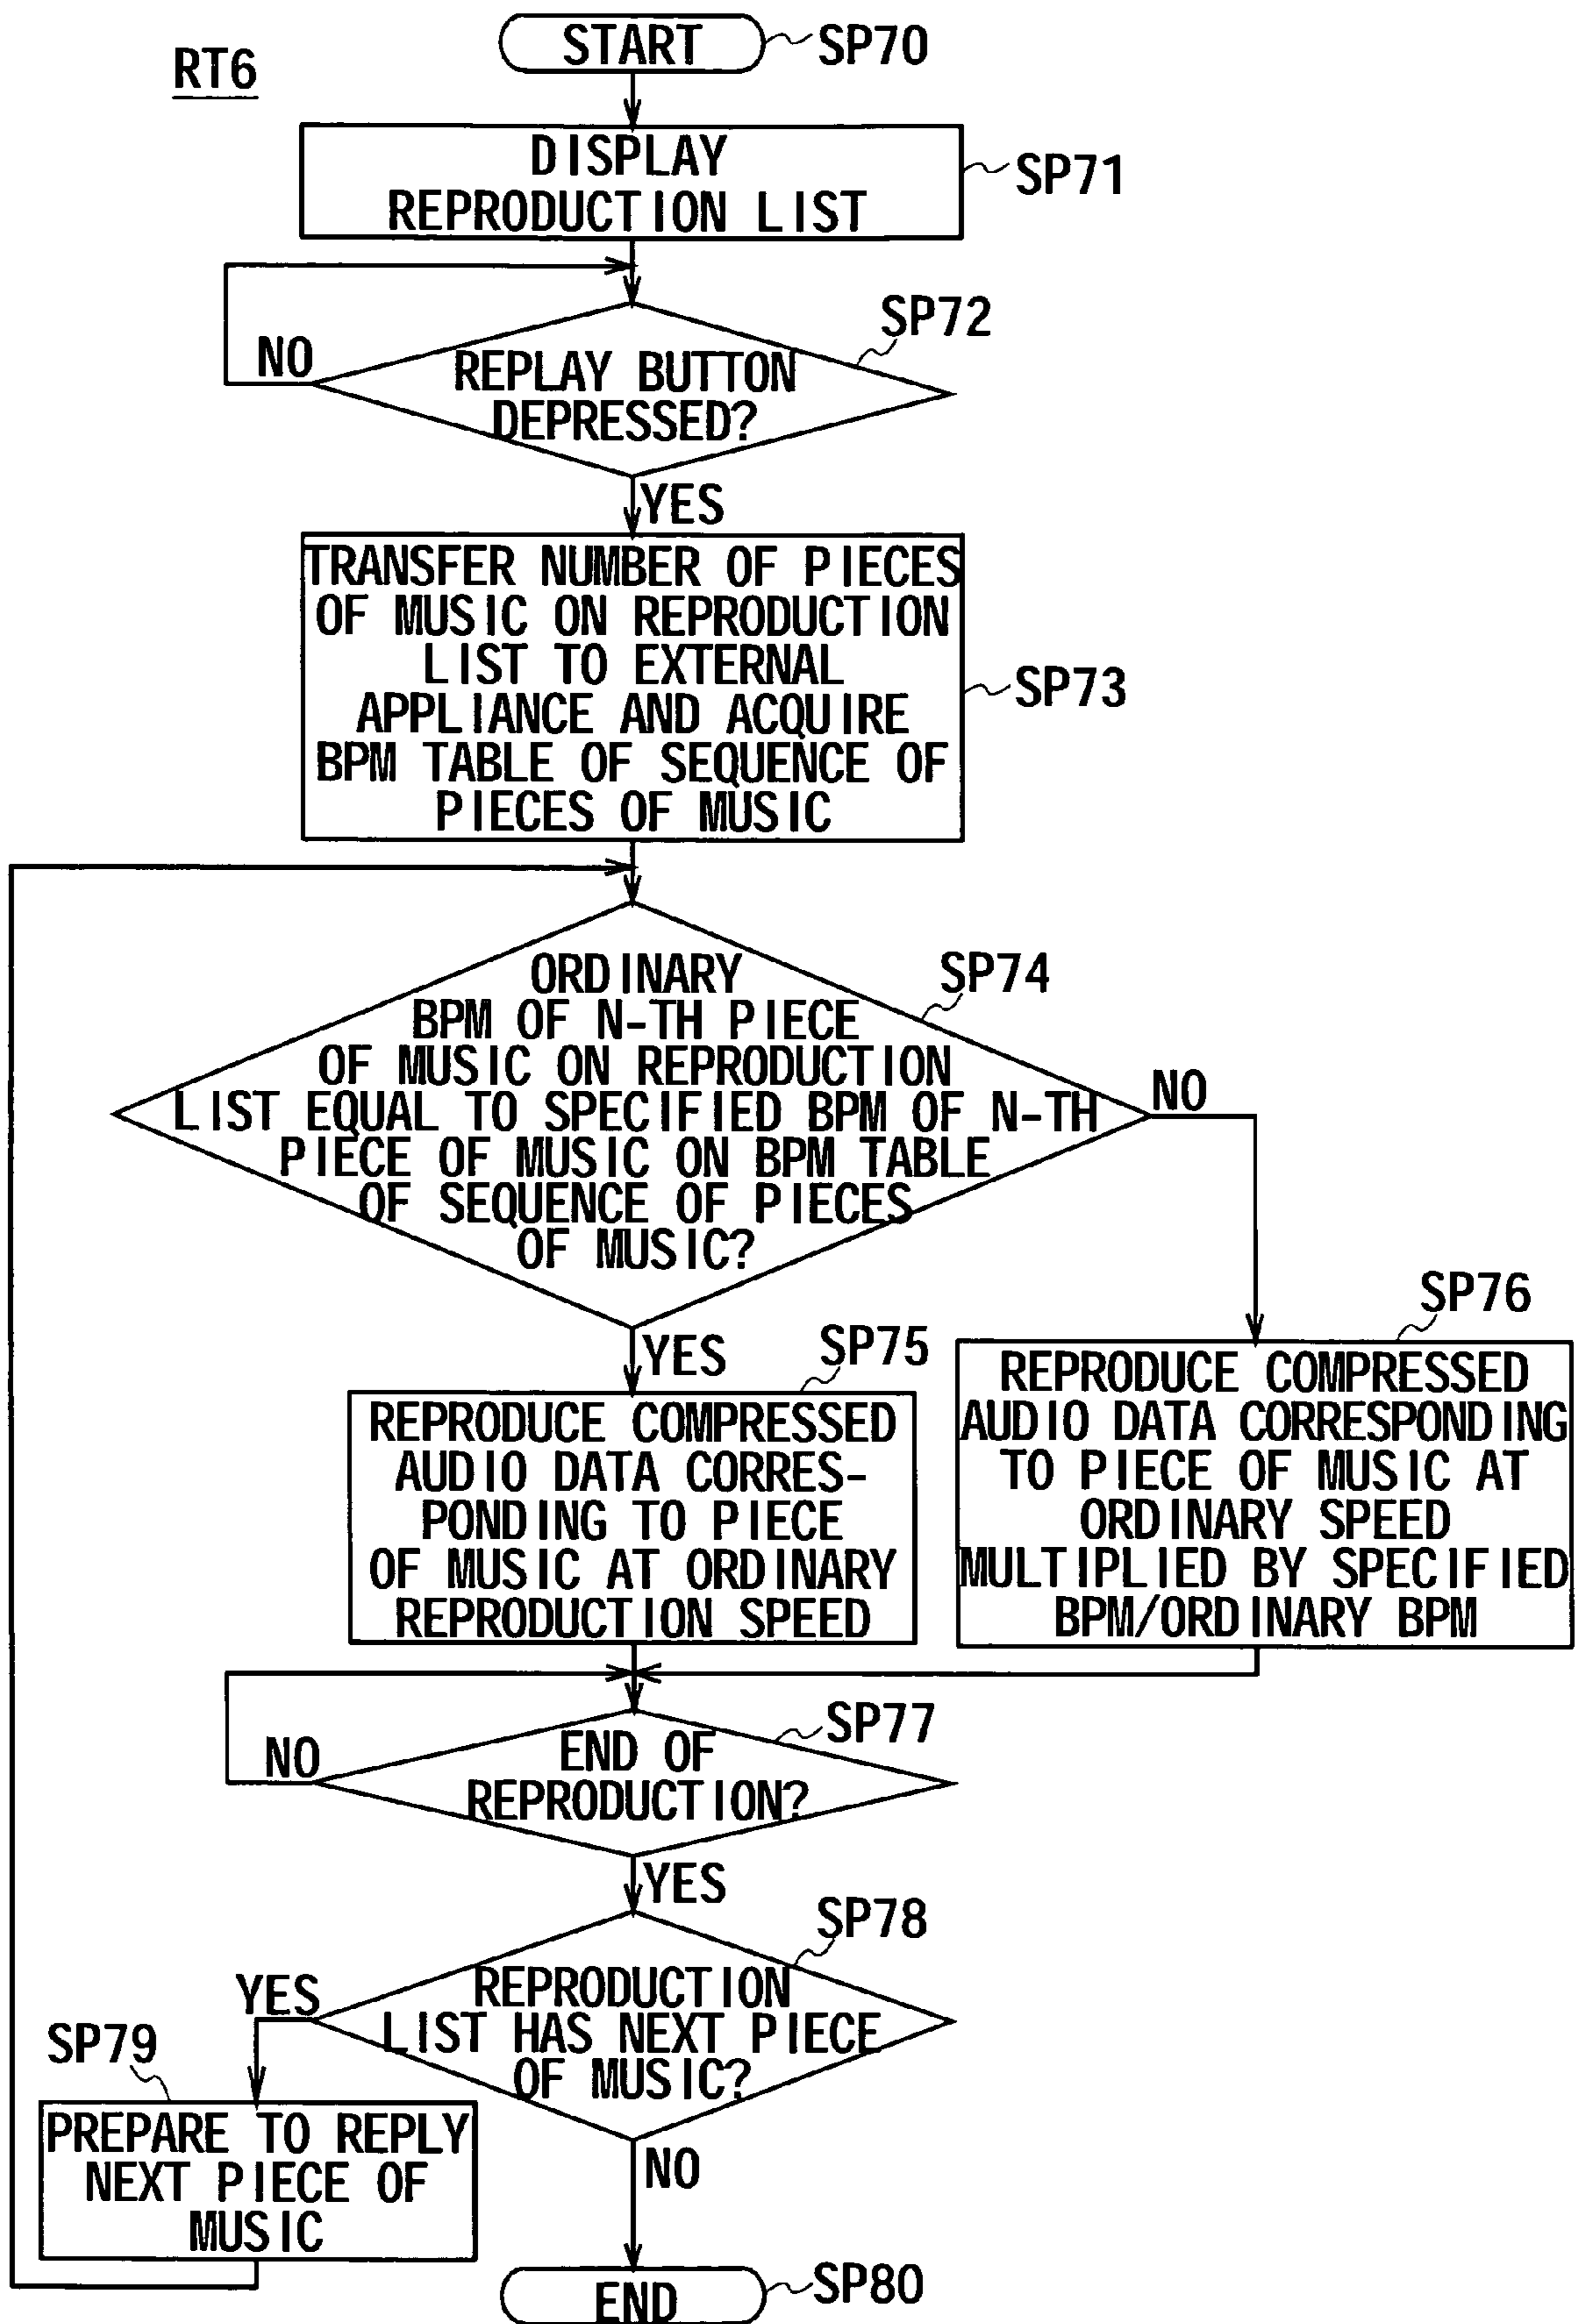 RT6
START
SP70
DISPLAY
REPRODUCTION LIST
SP71
SP72
NO
REPLAY BUTTON
DEPRESSED?
YES
TRANSFER NUMBER OF PIECES
OF MUSIC ON REPRODUCTION
LIST TO EXTERNAL
APPLIANCE AND ACQUIRE
BPM TABLE OF SEQUENCE OF
PIECES OF MUSIC
SP73
SP74
ORDINARY
BPM OF N-TH PIECE
OF MUSIC ON REPRODUCTION
LIST EQUAL TO SPECIFIED BPM OF N-TH
PIECE OF MUSIC ON BPM TABLE
OF SEQUENCE OF PIECES
OF MUSIC?
NO
YES
SP75
REPRODUCE COMPRESSED
AUDIO DATA CORRES-
PONDING TO PIECE
OF MUSIC AT ORDINARY
REPRODUCTION SPEED
SP76
REPRODUCE COMPRESSED
AUDIO DATA CORRESPONDING
TO PIECE OF MUSIC AT
ORDINARY SPEED
MULTIPLIED BY SPECIFIED
BPM/ORDINARY BPM
SP77
NO
END OF
REPRODUCTION?
YES
SP78
YES
REPRODUCTION
LIST HAS NEXT PIECE
OF MUSIC?
SP79
PREPARE TO REPLY
NEXT PIECE OF
MUSIC
NO
END
SP80